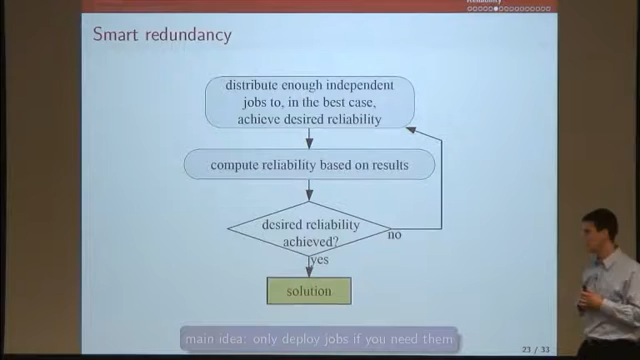 Reliability
Smart redundancy
distribute enough independent
jobs to, in the best case,
achieve desired reliability
compute reliability based on results
desired reliability
achieved?
no
yes
solution
main idea: only deploy jobs if you need them
23 / 33